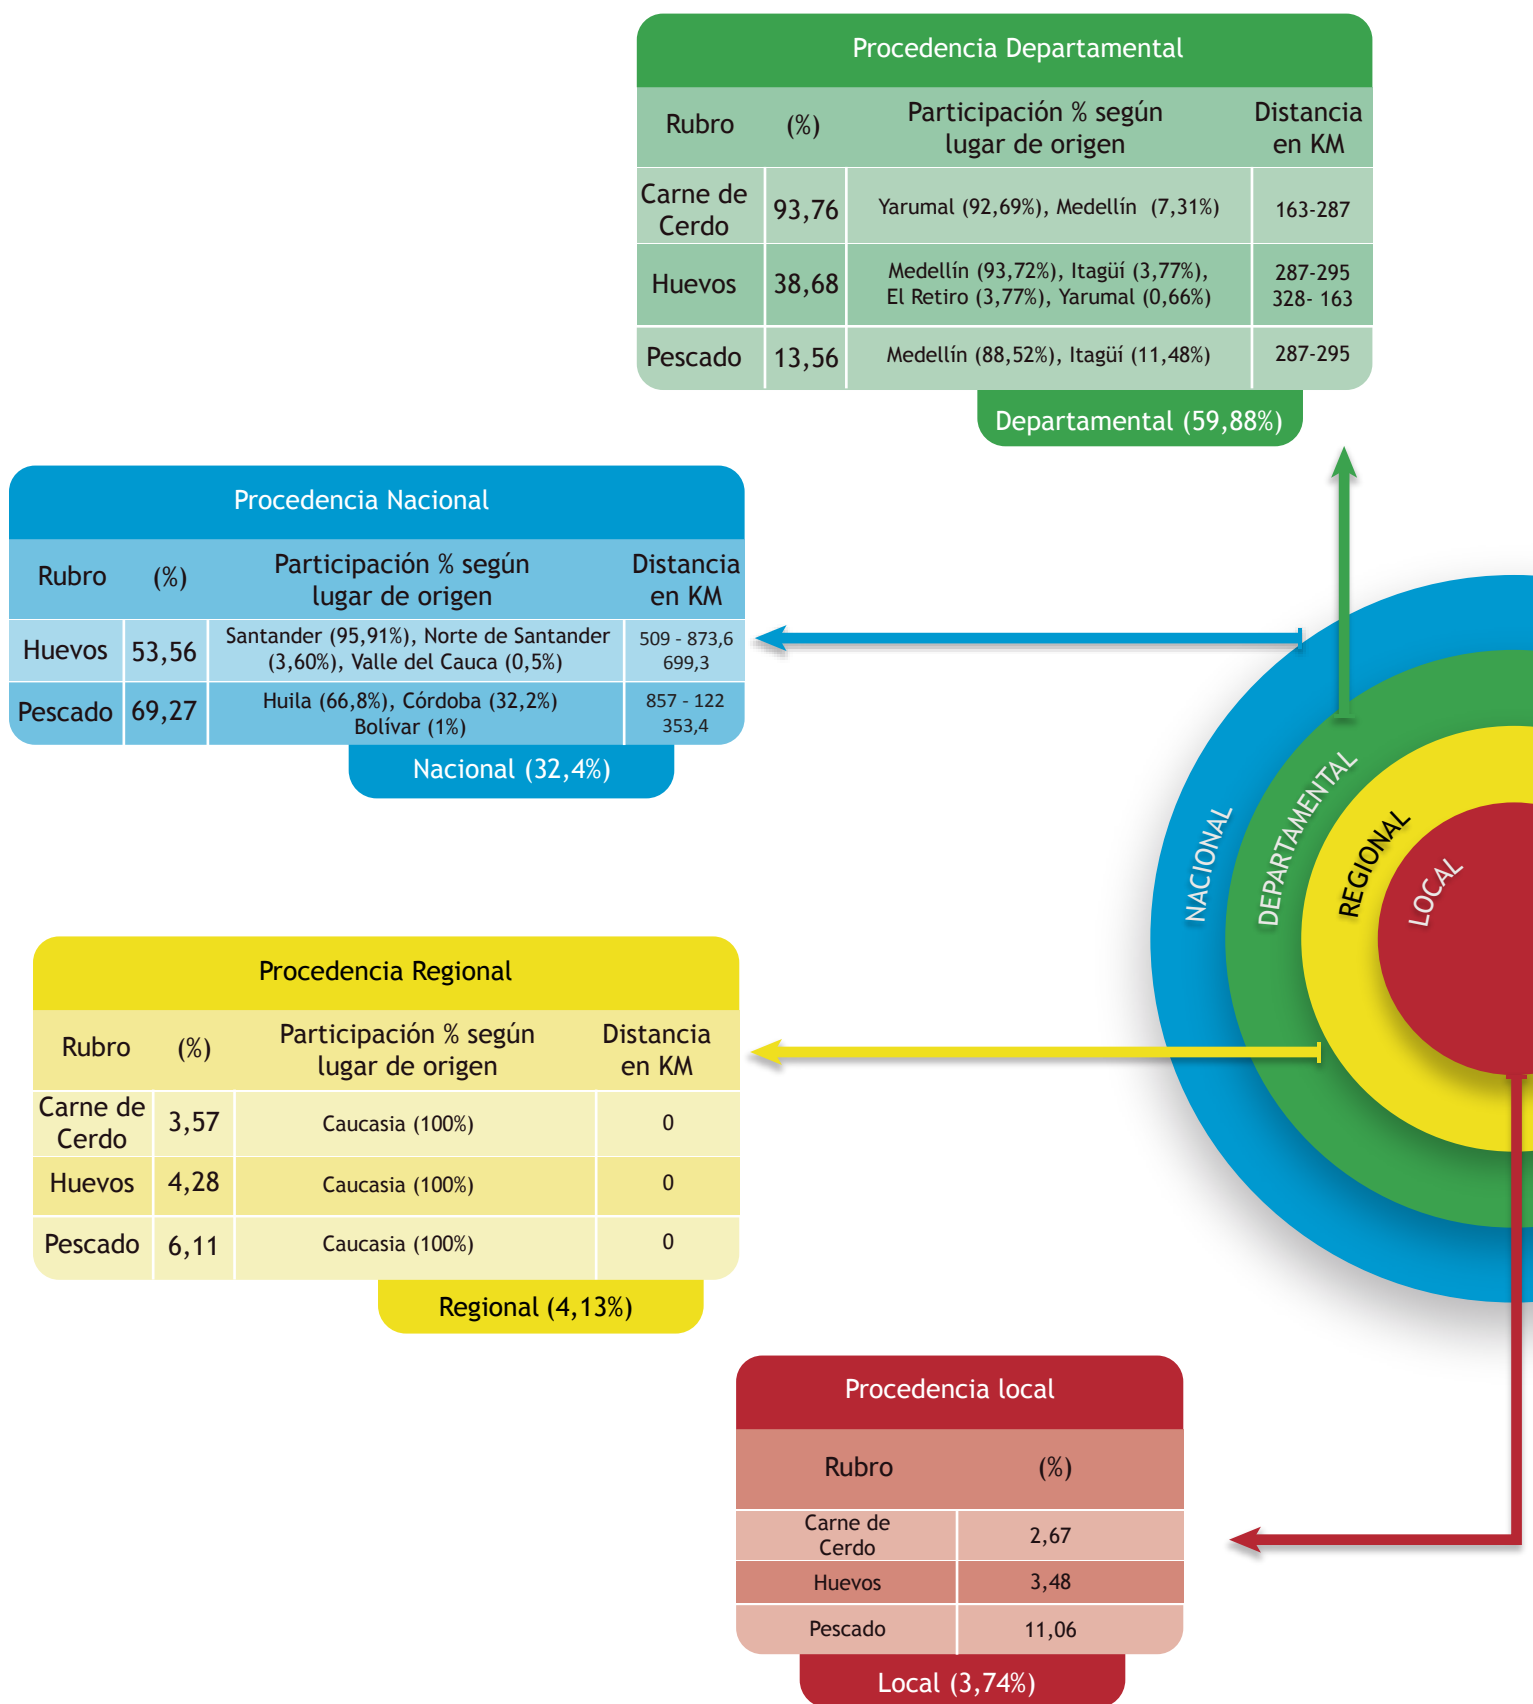 Procedencia Departamental
Rubro (%) Participación % según lugar de origen Distancia en KM
Carne de Cerdo 93,76 Yarumal (92,69%), Medellín (7,31%) 163-287
Huevos 38,68 Medellín (93,72%), Itagüí (3,77%), El Retiro (3,77%), Yarumal (0,66%) 287-295 328- 163
Pescado 13,56 Medellín (88,52%), Itagüí (11,48%) 287-295
Departamental (59,88%)
Procedencia Nacional
Rubro (%) Participación % según lugar de origen Distancia en KM
Huevos 53,56 Santander (95,91%), Norte de Santander (3,60%), Valle del Cauca (0,5%) 509 - 873,6 699,3
Pescado 69,27 Huila (66,8%), Córdoba (32,2%) Bolívar (1%) 857 - 122 353,4
Nacional (32,4%)
NACIONAL
DEPARTAMENTAL
REGIONAL
LOCAL
Procedencia Regional
Rubro (%) Participación % según lugar de origen Distancia en KM
Carne de Cerdo 3,57 Caucasia (100%) 0
Huevos 4,28 Caucasia (100%) 0
Pescado 6,11 Caucasia (100%) 0
Regional (4,13%)
Procedencia local
Rubro (%)
Carne de Cerdo 2,67
Huevos 3,48
Pescado 11,06
Local (3,74%)